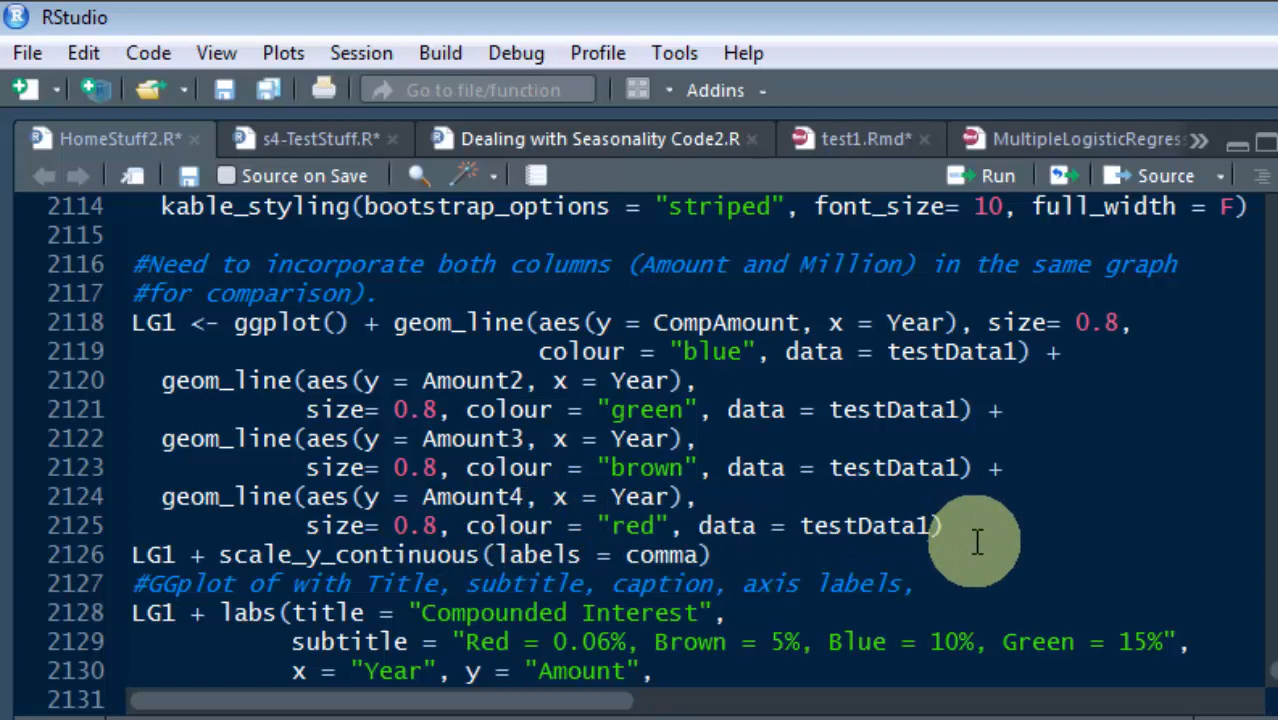 RStudio
File Edit Code View Plots Session Build Debug Profile Tools Help
Go to file/function Addins
HomeStuff2.R* s4-TestStuff.R* Dealing with Seasonality Code2.R test1.Rmd* MultipleLogisticRegres
Source on Save Run Source
2114 kable_styling(bootstrap_options = "striped", font_size= 10, full_width = F)
2115
2116 #Need to incorporate both columns (Amount and Million) in the same graph
2117 #for comparison).
2118 LG1 <- ggplot() + geom_line(aes(y = CompAmount, x = Year), size= 0.8,
2119 colour = "blue", data = testData1) +
2120 geom_line(aes(y = Amount2, x = Year),
2121 size= 0.8, colour = "green", data = testData1) +
2122 geom_line(aes(y = Amount3, x = Year),
2123 size= 0.8, colour = "brown", data = testData1) +
2124 geom_line(aes(y = Amount4, x = Year),
2125 size= 0.8, colour = "red", data = testData1)
2126 LG1 + scale_y_continuous(labels = comma)
2127 #GGplot of with Title, subtitle, caption, axis labels,
2128 LG1 + labs(title = "Compounded Interest",
2129 subtitle = "Red = 0.06%, Brown = 5%, Blue = 10%, Green = 15%",
2130 x = "Year", y = "Amount",
2131